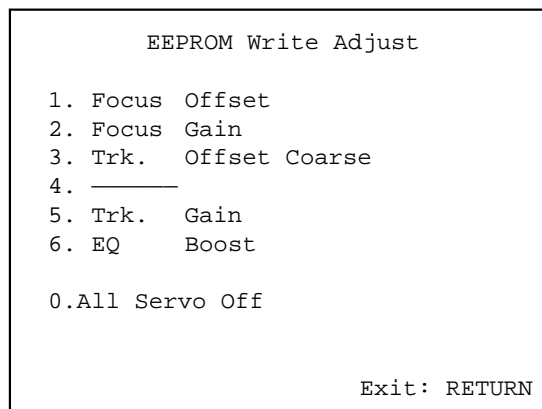 EEPROM Write Adjust
1. Focus Offset
2. Focus Gain
3. Trk. Offset Coarse
4. ──────
5. Trk. Gain
6. EQ Boost
0.All Servo Off
Exit: RETURN